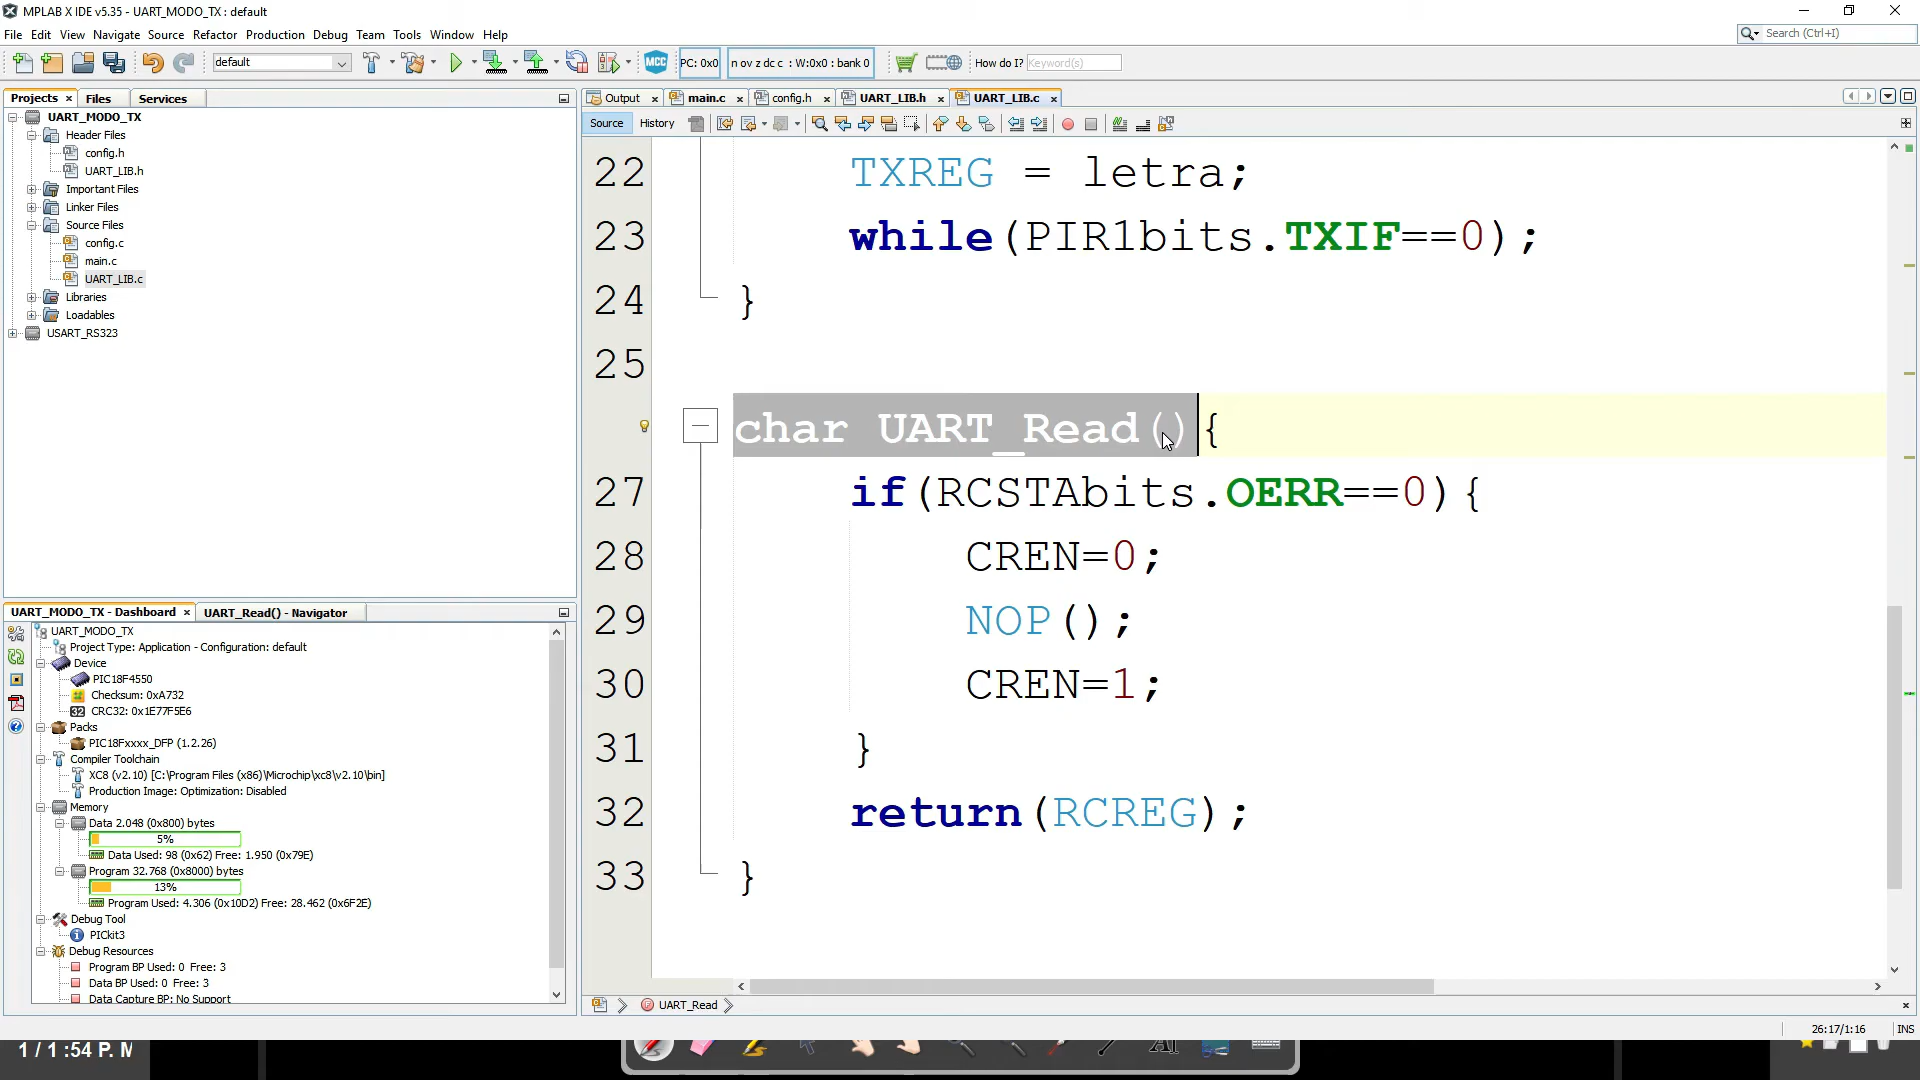 MPLAB X IDE v5.35 - UART_MODO_TX : default
File Edit View Navigate Source Refactor Production Debug Team Tools Window Help
Search (Ctrl+I)
default
MCC
PC: 0x0
n ov z dc c : W:0x0 : bank 0
How do I? Keyword(s)
Projects Files Services
Output main.c config.h UART_LIB.h UART_LIB.c
Source History
UART_MODO_TX
Header Files
config.h
UART_LIB.h
Important Files
Linker Files
Source Files
config.c
main.c
UART_LIB.c
Libraries
Loadables
USART_RS323
22 TXREG = letra;
23 while(PIR1bits.TXIF==0);
24 }
25
char UART_Read(){
27 if(RCSTAbits.OERR==0){
28 CREN=0;
29 NOP();
30 CREN=1;
31 }
32 return(RCREG);
33 }
UART_MODO_TX - Dashboard UART_Read() - Navigator
UART_MODO_TX
Project Type: Application - Configuration: default
Device
PIC18F4550
Checksum: 0xA732
32 CRC32: 0x1E77F5E6
Packs
PIC18Fxxxx_DFP (1.2.26)
Compiler Toolchain
XC8 (v2.10) [C:\Program Files (x86)\Microchip\xc8\v2.10\bin]
Production Image: Optimization: Disabled
Memory
Data 2.048 (0x800) bytes
5%
Data Used: 98 (0x62) Free: 1.950 (0x79E)
Program 32.768 (0x8000) bytes
13%
Program Used: 4.306 (0x10D2) Free: 28.462 (0x6F2E)
Debug Tool
PICkit3
Debug Resources
Program BP Used: 0 Free: 3
Data BP Used: 0 Free: 3
Data Capture BP: No Support
UART_Read
26:17/1:16 INS
1 / 1 :54 P. M